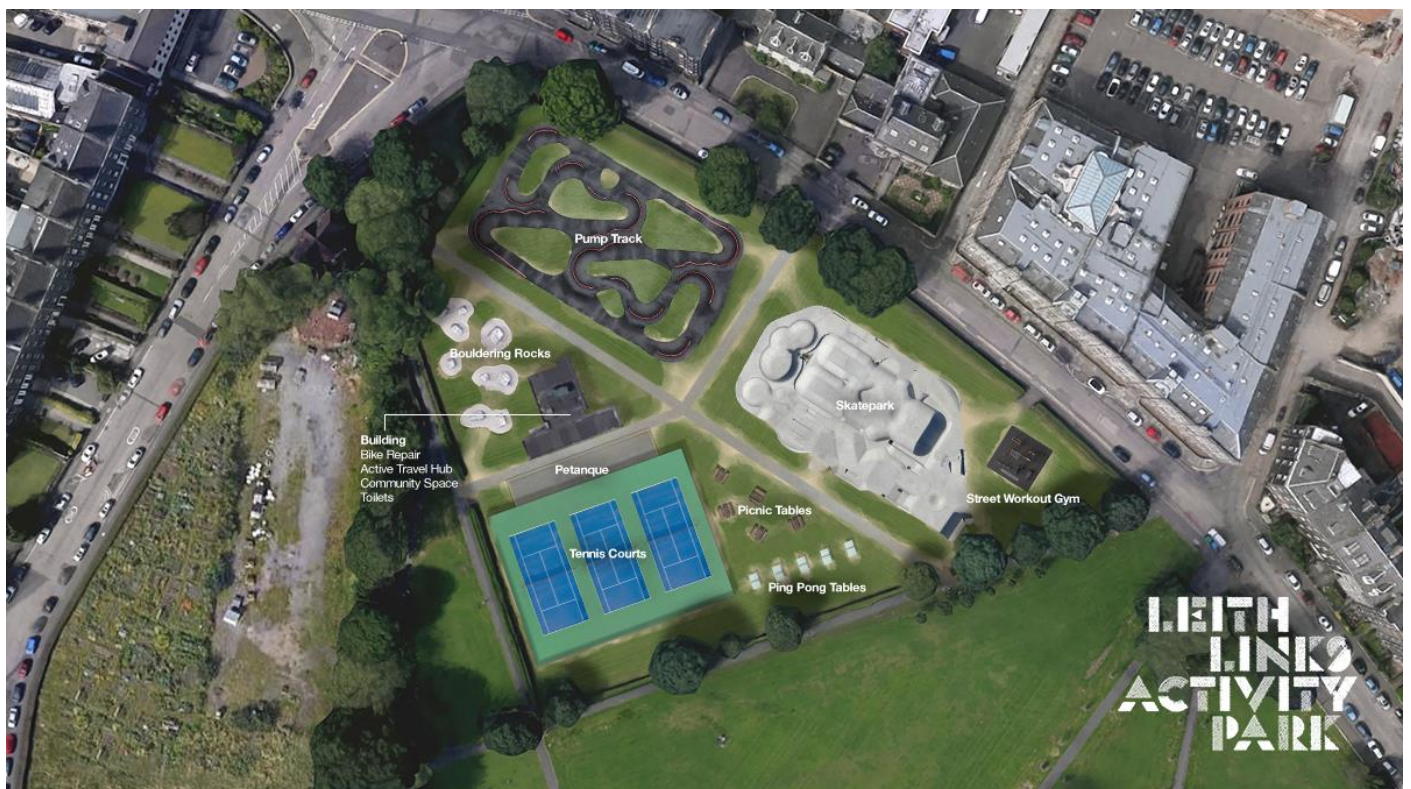 Pump Track
Bouldering Rocks
Skatepark
Building
Bike Repair
Active Travel Hub
Community Space
Toilets
Petanque
Street Workout Gym
Picnic Tables
Tennis Courts
Ping Pong Tables
LEITH
LINKS
ACTIVITY
PARK